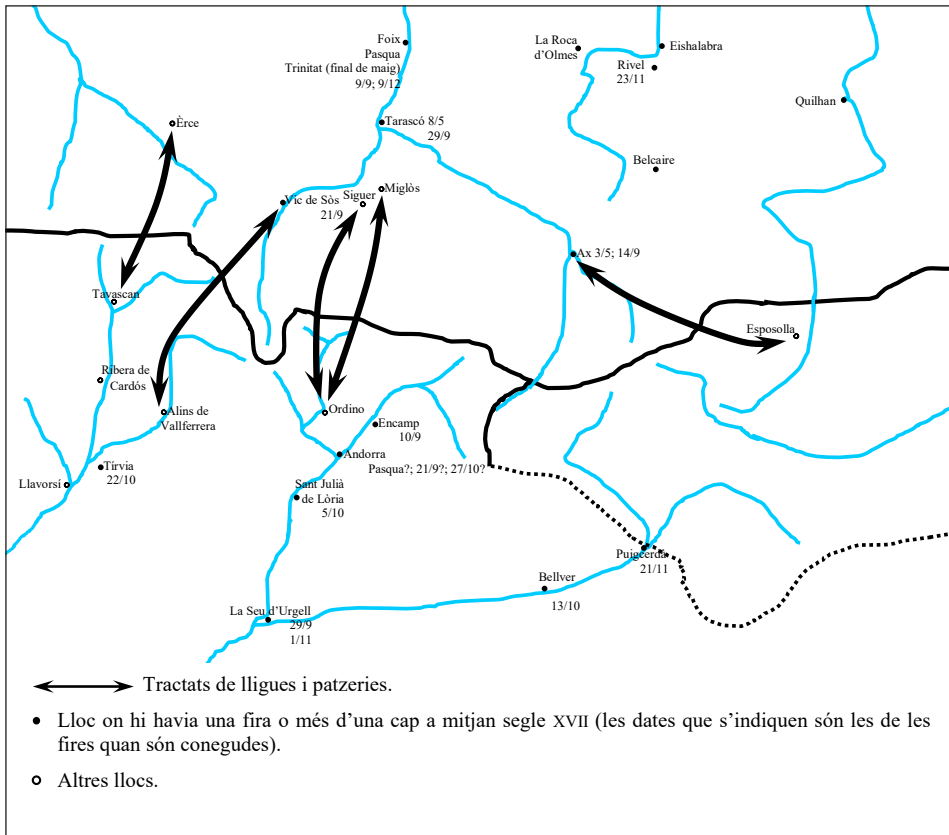 Foix
Pasqua
Trinitat (final de maig)
9/9; 9/12
La Roca
d’Olmes
Eishalabra
Rivel
23/11
Quilhan
Èrce
Tarascó 8/5
29/9
Belcaire
Miglòs
Siguer
Vic de Sòs
21/9
Ax 3/5; 14/9
Tavascan
Esposolla
Ribera de
Cardós
Alins de
Vallferrera
Ordino
Encamp
10/9
Andorra
Pasqua?; 21/9?; 27/10?
Tírvia
22/10
Llavorsí
Sant Julià
de Lòria
5/10
Puigcerdà
21/11
Bellver
13/10
La Seu d’Urgell
29/9
1/11
Tractats de lligues i patzeries.
Lloc on hi havia una fira o més d’una cap a mitjan segle XVII (les dates que s’indiquen són les de les
fires quan són conegudes).
Altres llocs.